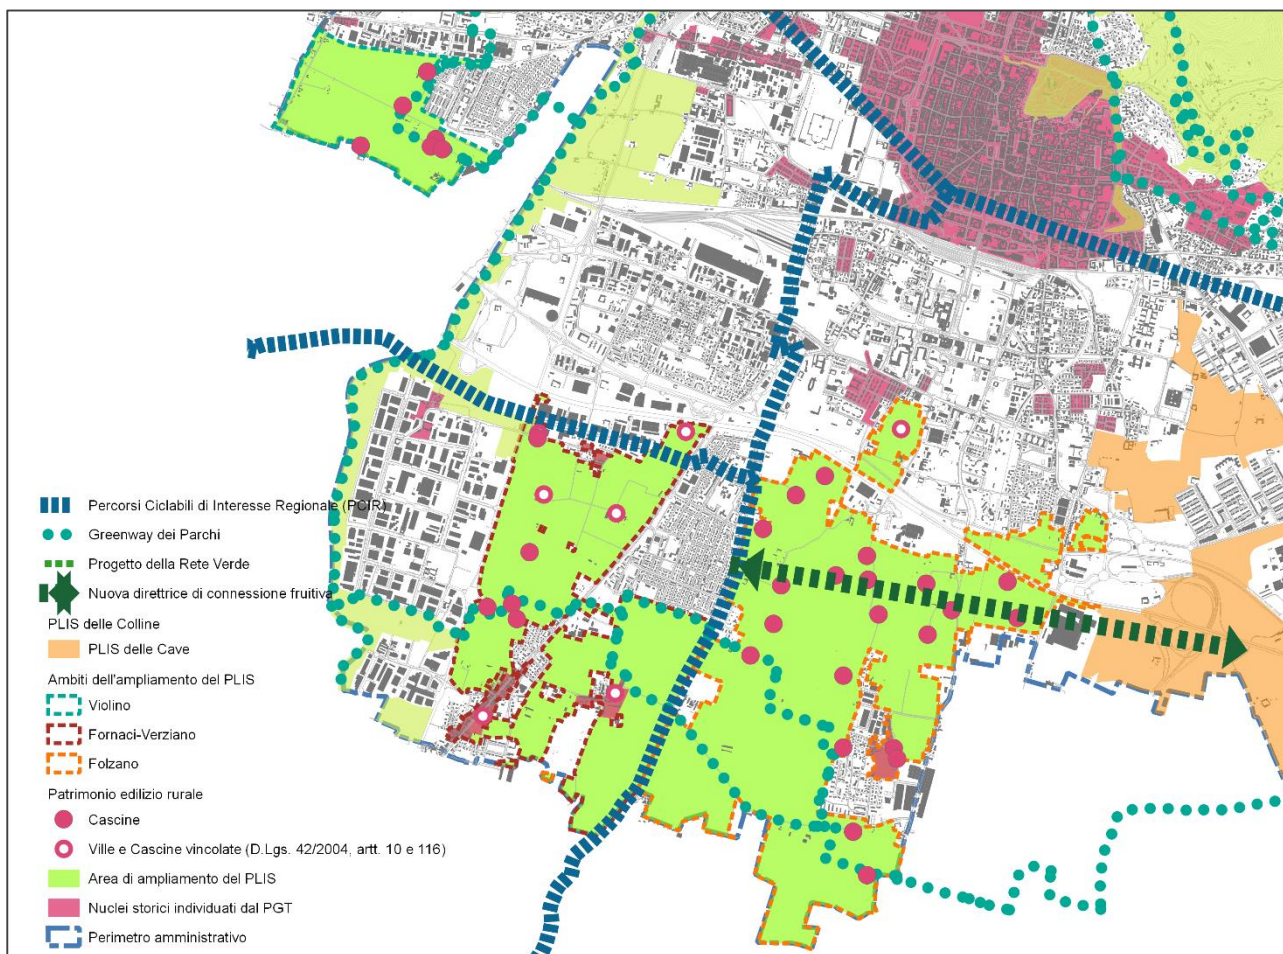 Percorsi Ciclabili di Interesse Regionale (PCIR)
Greenway dei Parchi
Progetto della Rete Verde
Nuova direttrice di connessione fruitiva
PLIS delle Colline
PLIS delle Cave
Ambiti dell'ampliamento del PLIS
Violino
Fornaci-Verziano
Folzano
Patrimonio edilizio rurale
Cascine
Ville e Cascine vincolate (D.Lgs. 42/2004, artt. 10 e 116)
Area di ampliamento del PLIS
Nuclei storici individuati dal PGT
Perimetro amministrativo